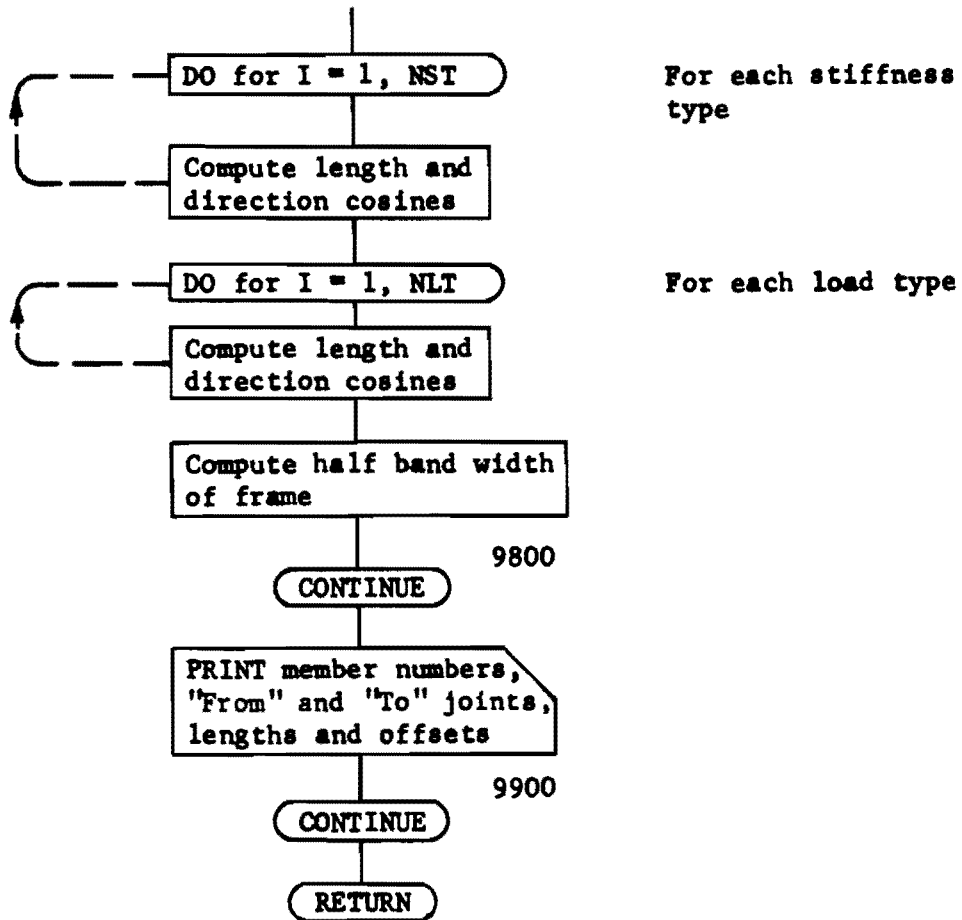 DO for I = 1, NST
For each stiffness
type
Compute length and
direction cosines
DO for I = 1, NLT
For each load type
Compute length and
direction cosines
Compute half band width
of frame
9800
CONTINUE
PRINT member numbers,
"From" and "To" joints,
lengths and offsets
9900
CONTINUE
RETURN